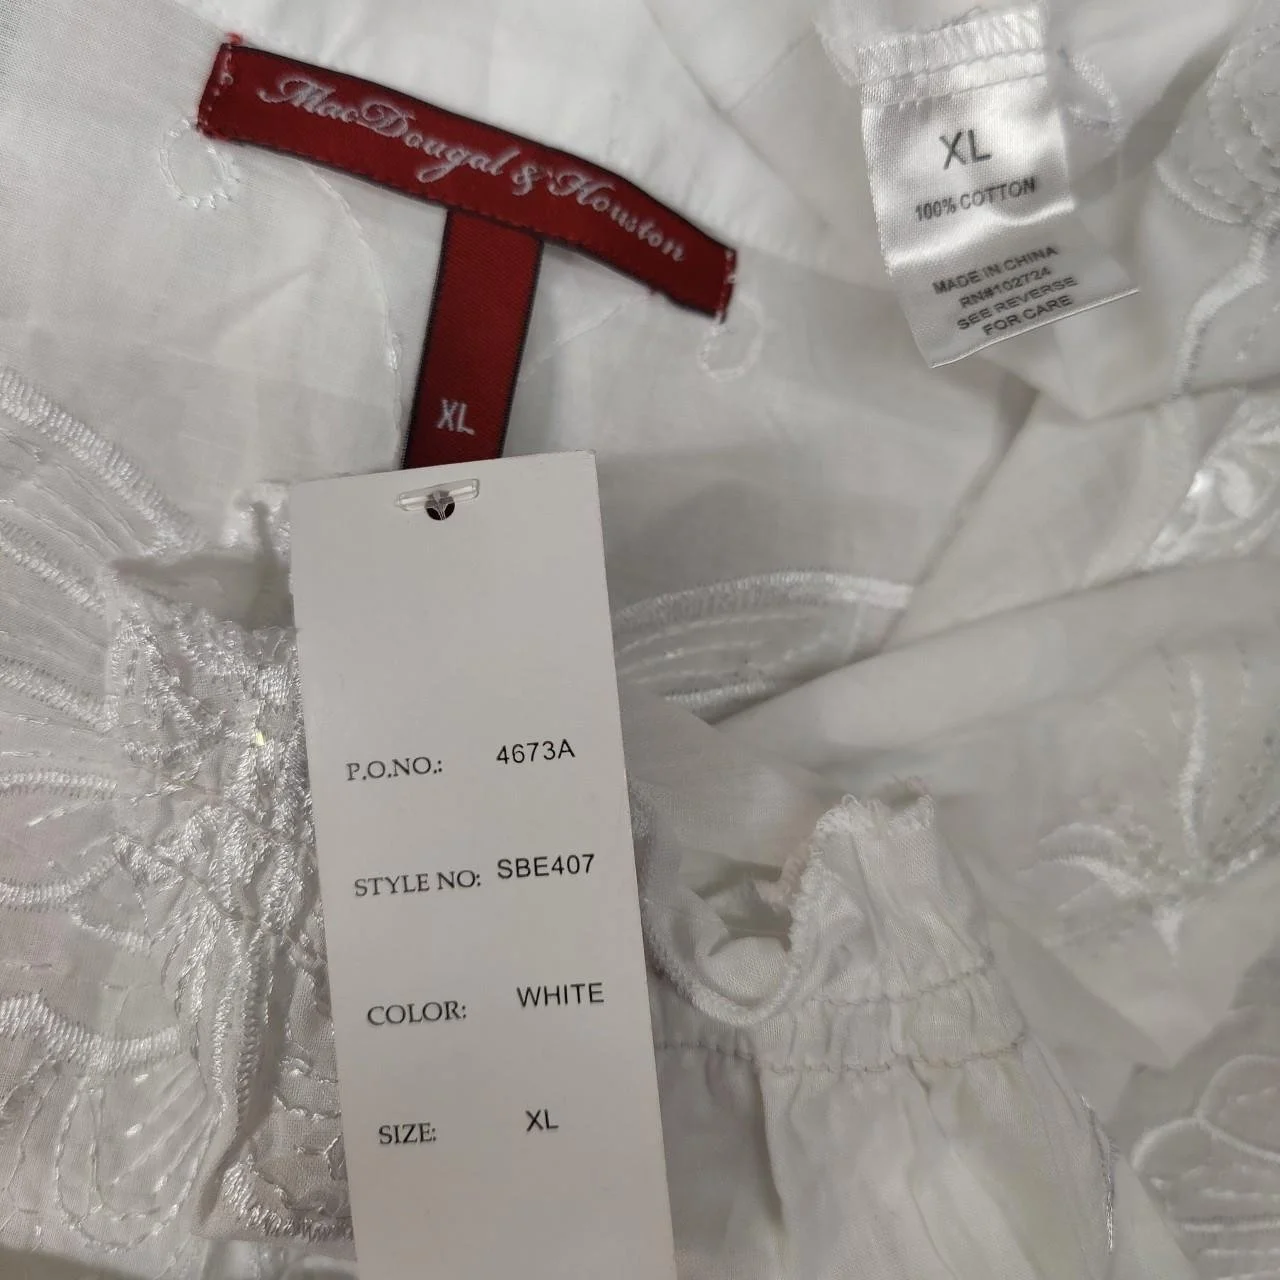 MacDougal & Houston
XL
XL
100% COTTON
MADE IN CHINA
RN#102724
SEE REVERSE
FOR CARE
P.O.NO.: 4673A
STYLE NO: SBE407
COLOR: WHITE
SIZE: XL